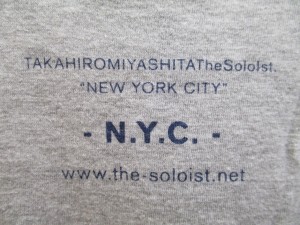 TAKAHIROMIYASHITATheSoloIst.
"NEW YORK CITY"
- N.Y.C. -
www.the-soloist.net